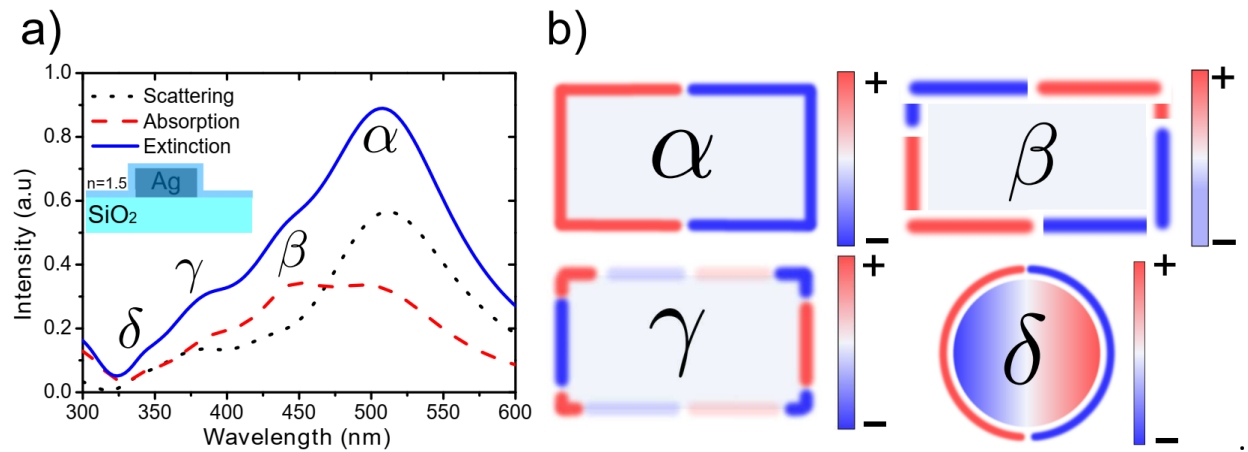 a)
b)
Intensity (a.u)
1.0
0.8
0.6
0.4
0.2
0.0
Scattering
Absorption
Extinction
n=1.5
Ag
SiO₂
δ
γ
β
α
300
350
400
450
500
550
600
Wavelength (nm)
α
+
−
β
+
−
γ
+
−
δ
+
−
.